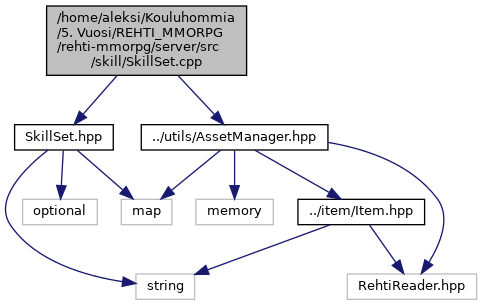 /home/aleksi/Kouluhommia
/5. Vuosi/REHTI_MMORPG
/rehti-mmorpg/server/src
/skill/SkillSet.cpp
SkillSet.hpp
../utils/AssetManager.hpp
optional
map
memory
../item/Item.hpp
string
RehtiReader.hpp